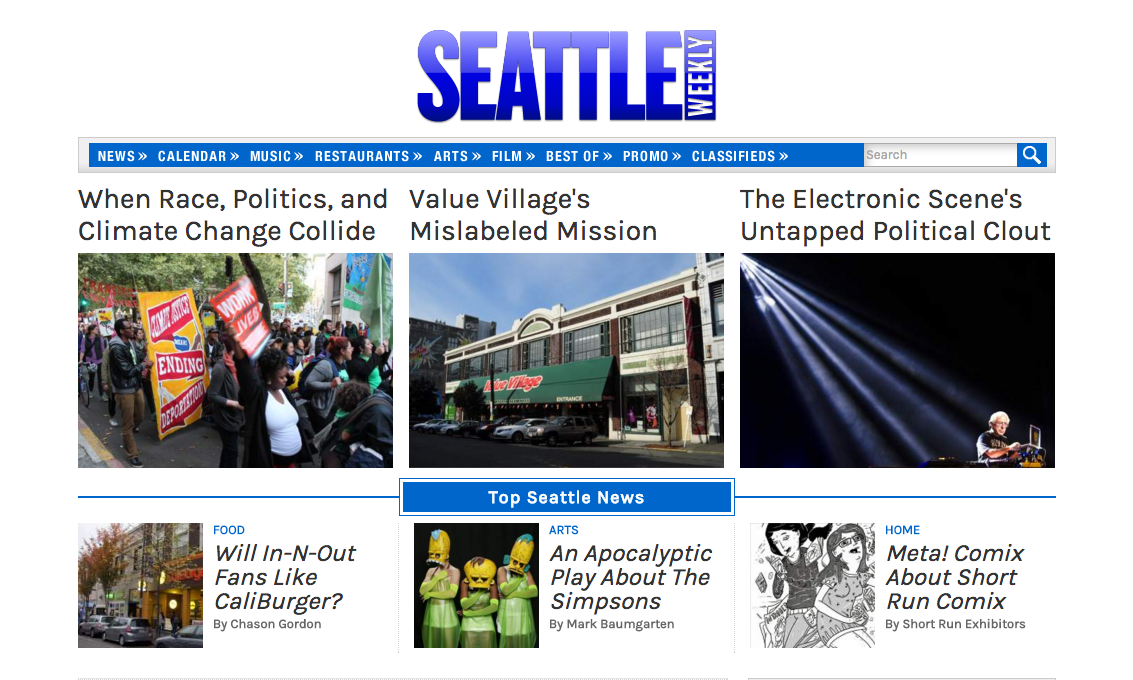 SEATTLE WEEKLY
NEWS » CALENDAR » MUSIC » RESTAURANTS » ARTS » FILM » BEST OF » PROMO » CLASSIFIEDS » Search
When Race, Politics, and
Climate Change Collide
Value Village's
Mislabeled Mission
The Electronic Scene's
Untapped Political Clout
CLIMATE JUSTICE
MEANS
ENDING
DEPORTATIONS
WORK
LIVES
Value Village
ENTRANCE
Top Seattle News
FOOD
Will In-N-Out
Fans Like
CaliBurger?
By Chason Gordon
ARTS
An Apocalyptic
Play About The
Simpsons
By Mark Baumgarten
HOME
Meta! Comix
About Short
Run Comix
By Short Run Exhibitors